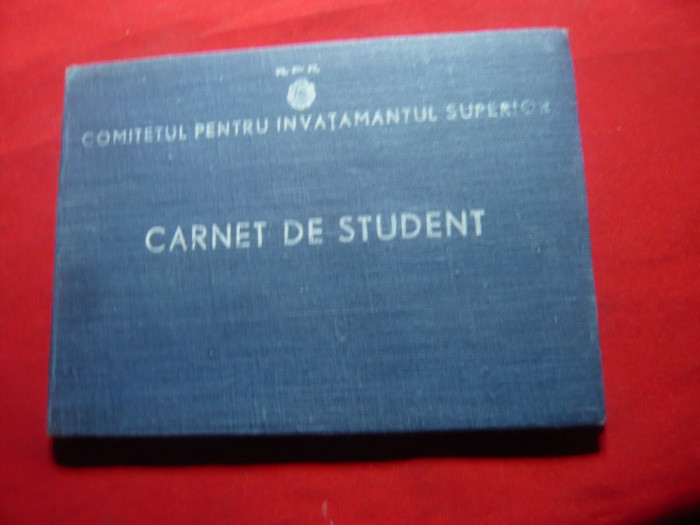 R.P.R.
COMITETUL PENTRU INVAȚAMANTUL SUPERIOR
CARNET DE STUDENT